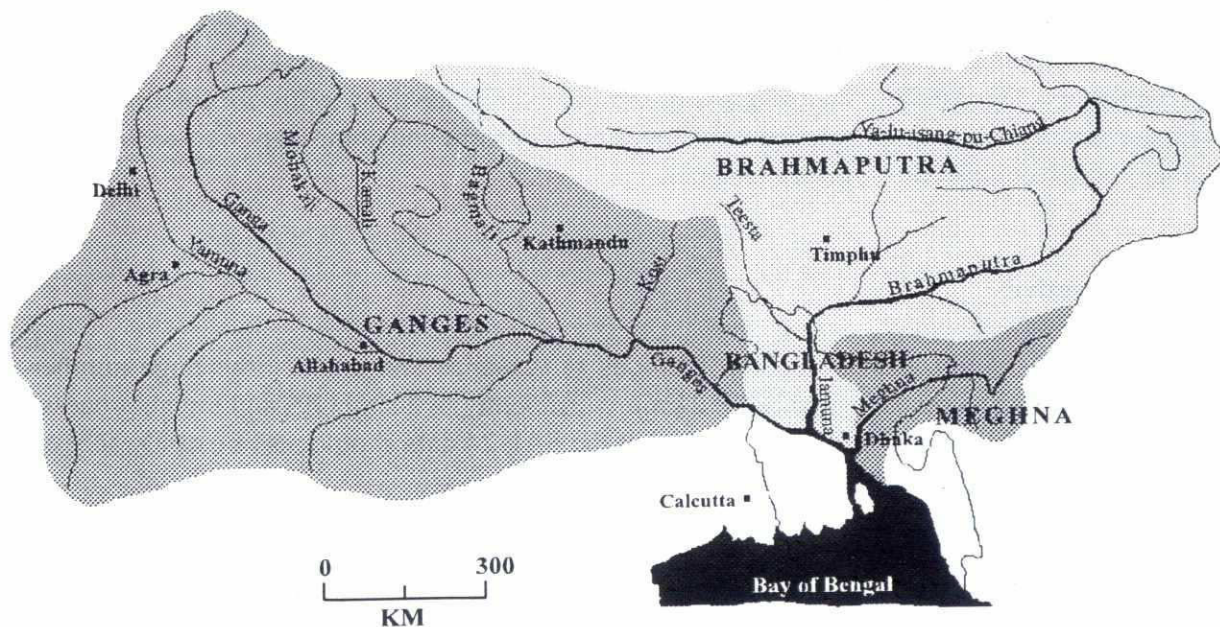 Ya-lu-tsang-pu-Chiang
BRAHMAPUTRA
Delhi
Ganga
Karnali
Bagmati
Teesta
Kathmandu
Timphu
Yamuna
Agra
Kosi
Brahmaputra
GANGES
Allahabad
Ganges
BANGLADESH
Jamuna
Meghna
MEGHNA
Dhaka
Calcutta
0 300
KM
Bay of Bengal